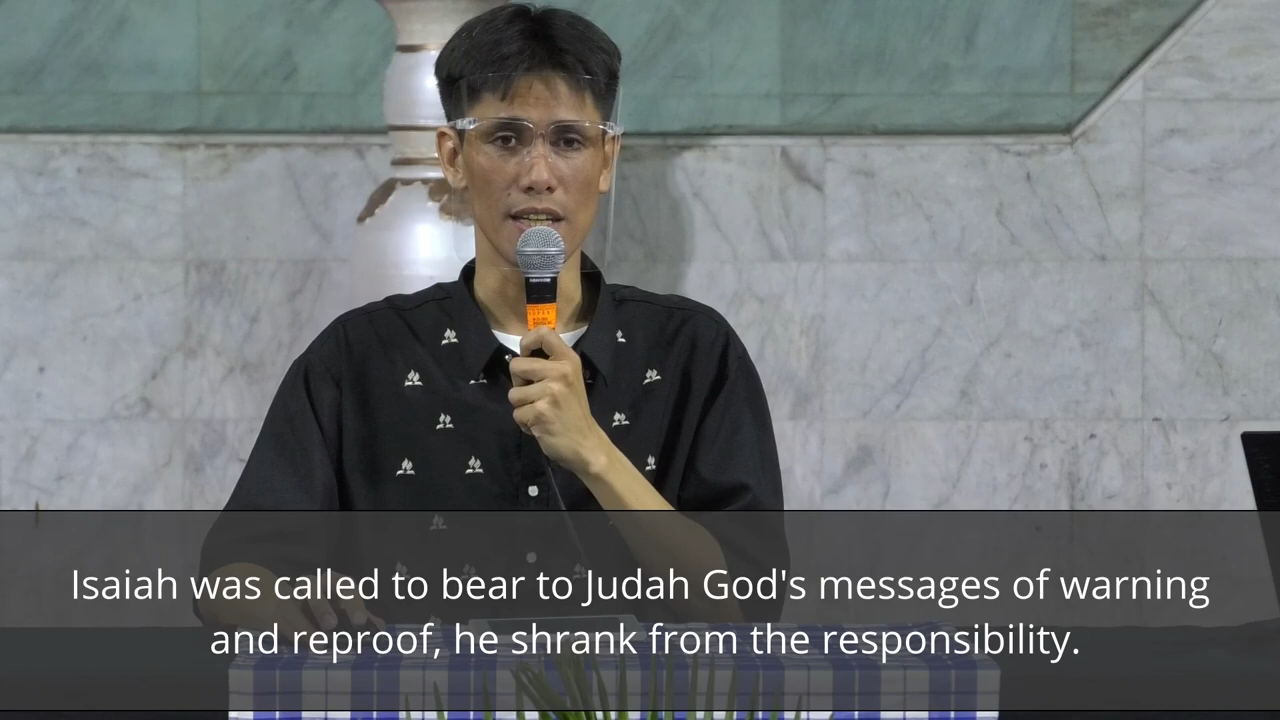 Isaiah was called to bear to Judah God's messages of warning
and reproof, he shrank from the responsibility.